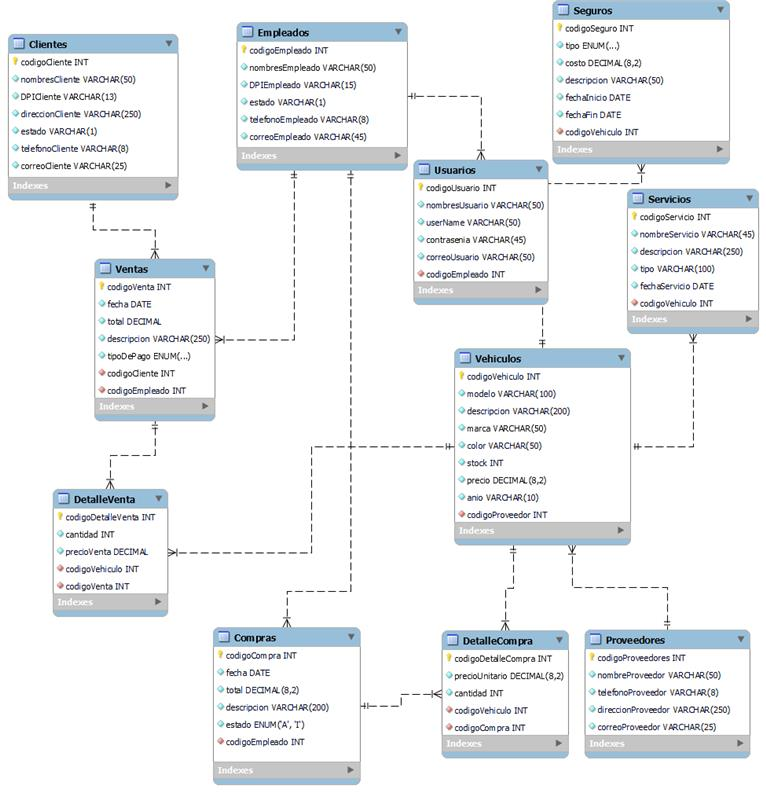 Clientes
codigoCliente INT
nombresCliente VARCHAR(50)
DPICliente VARCHAR(13)
direccionCliente VARCHAR(250)
estado VARCHAR(1)
telefonoCliente VARCHAR(8)
correoCliente VARCHAR(25)
Indexes
Empleados
codigoEmpleado INT
nombresEmpleado VARCHAR(50)
DPIEmpleado VARCHAR(15)
estado VARCHAR(1)
telefonoEmpleado VARCHAR(8)
correoEmpleado VARCHAR(45)
Indexes
Seguros
codigoSeguro INT
tipo ENUM(...)
costo DECIMAL(8,2)
descripcion VARCHAR(50)
fechaInicio DATE
fechaFin DATE
codigoVehiculo INT
Indexes
Usuarios
codigoUsuario INT
nombresUsuario VARCHAR(50)
userName VARCHAR(50)
contrasenia VARCHAR(45)
correoUsuario VARCHAR(50)
codigoEmpleado INT
Indexes
Servicios
codigoServicio INT
nombreServicio VARCHAR(45)
descripcion VARCHAR(250)
tipo VARCHAR(100)
fechaServicio DATE
codigoVehiculo INT
Indexes
Ventas
codigoVenta INT
fecha DATE
total DECIMAL
descripcion VARCHAR(250)
tipoDePago ENUM(...)
codigoCliente INT
codigoEmpleado INT
Indexes
Vehiculos
codigoVehiculo INT
modelo VARCHAR(100)
descripcion VARCHAR(200)
marca VARCHAR(50)
color VARCHAR(50)
stock INT
precio DECIMAL(8,2)
anio VARCHAR(10)
codigoProveedor INT
Indexes
DetalleVenta
codigoDetalleVenta INT
cantidad INT
precioVenta DECIMAL
codigoVehiculo INT
codigoVenta INT
Indexes
Compras
codigoCompra INT
fecha DATE
total DECIMAL(8,2)
descripcion VARCHAR(200)
estado ENUM('A', 'I')
codigoEmpleado INT
Indexes
DetalleCompra
codigoDetalleCompra INT
precioUnitario DECIMAL(8,2)
cantidad INT
codigoVehiculo INT
codigoCompra INT
Indexes
Proveedores
codigoProveedores INT
nombreProveedor VARCHAR(50)
telefonoProveedor VARCHAR(8)
direccionProveedor VARCHAR(250)
correoProveedor VARCHAR(25)
Indexes